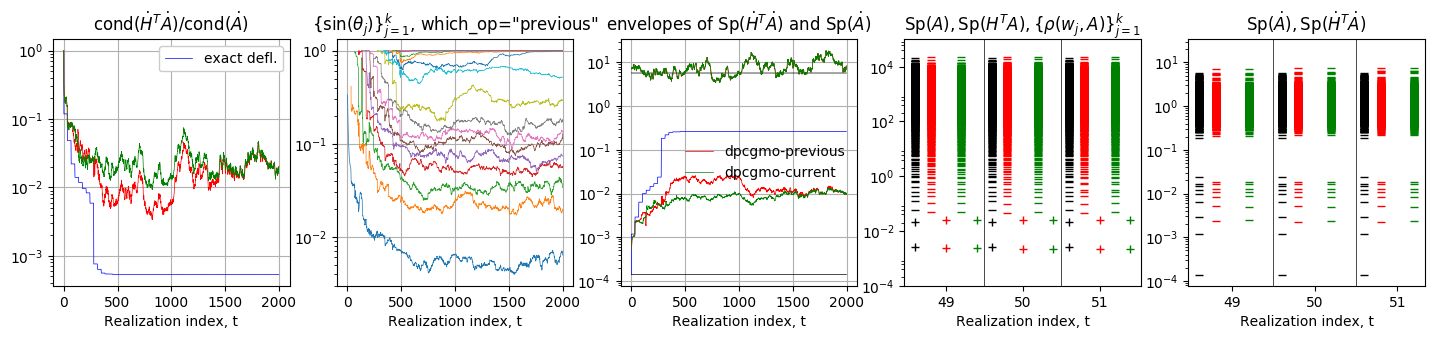 cond(Ḣ^TȦ)/cond(Ȧ)
10^0
10^-1
10^-2
10^-3
exact defl.
0 500 1000 1500 2000
Realization index, t
{sin(θ_j)}_{j=1}^k, which_op="previous"
10^0
10^-1
10^-2
0 500 1000 1500 2000
Realization index, t
envelopes of Sp(Ḣ^TȦ) and Sp(Ȧ)
10^1
10^0
10^-1
10^-2
10^-3
10^-4
dpcgmo-previous
dpcgmo-current
0 500 1000 1500 2000
Realization index, t
Sp(A), Sp(H^TA), {ρ(w_j, A)}_{j=1}^k
10^4
10^2
10^0
10^-2
10^-4
49 50 51
Realization index, t
Sp(Ȧ), Sp(Ḣ^TȦ)
10^1
10^0
10^-1
10^-2
10^-3
10^-4
49 50 51
Realization index, t